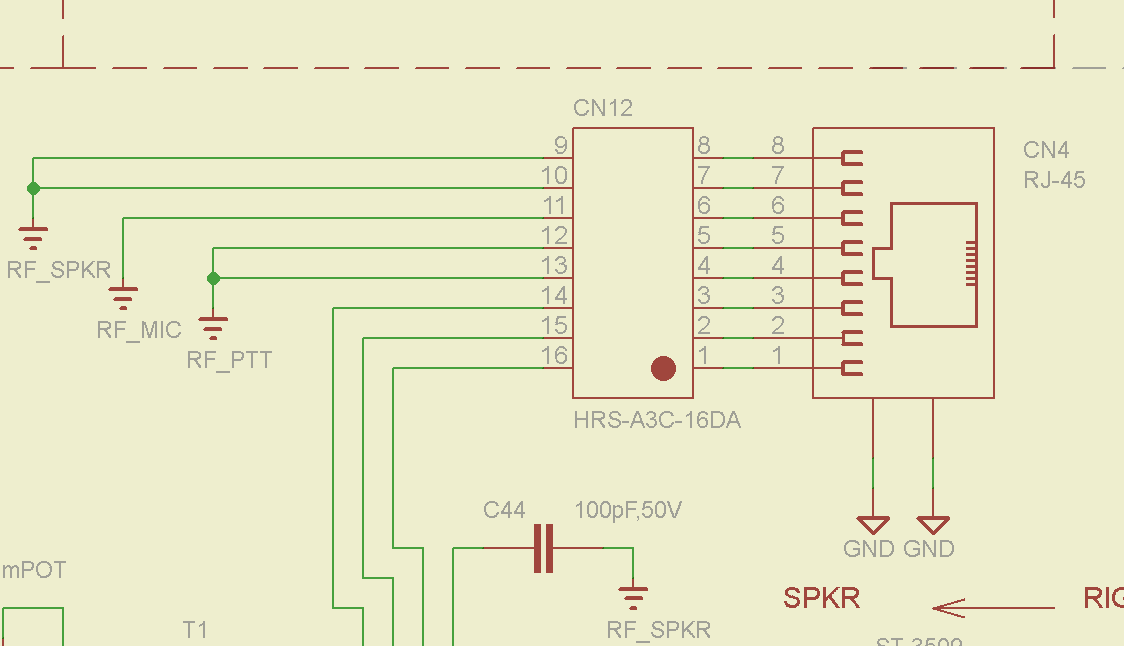 CN12
9 8 8 CN4
10 7 7 RJ-45
11 6 6
12 5 5
13 4 4
14 3 3
15 2 2
16 1 1
RF_SPKR
RF_MIC
RF_PTT
HRS-A3C-16DA
C44 100pF,50V
GND GND
mPOT
SPKR RIG
T1 RF_SPKR